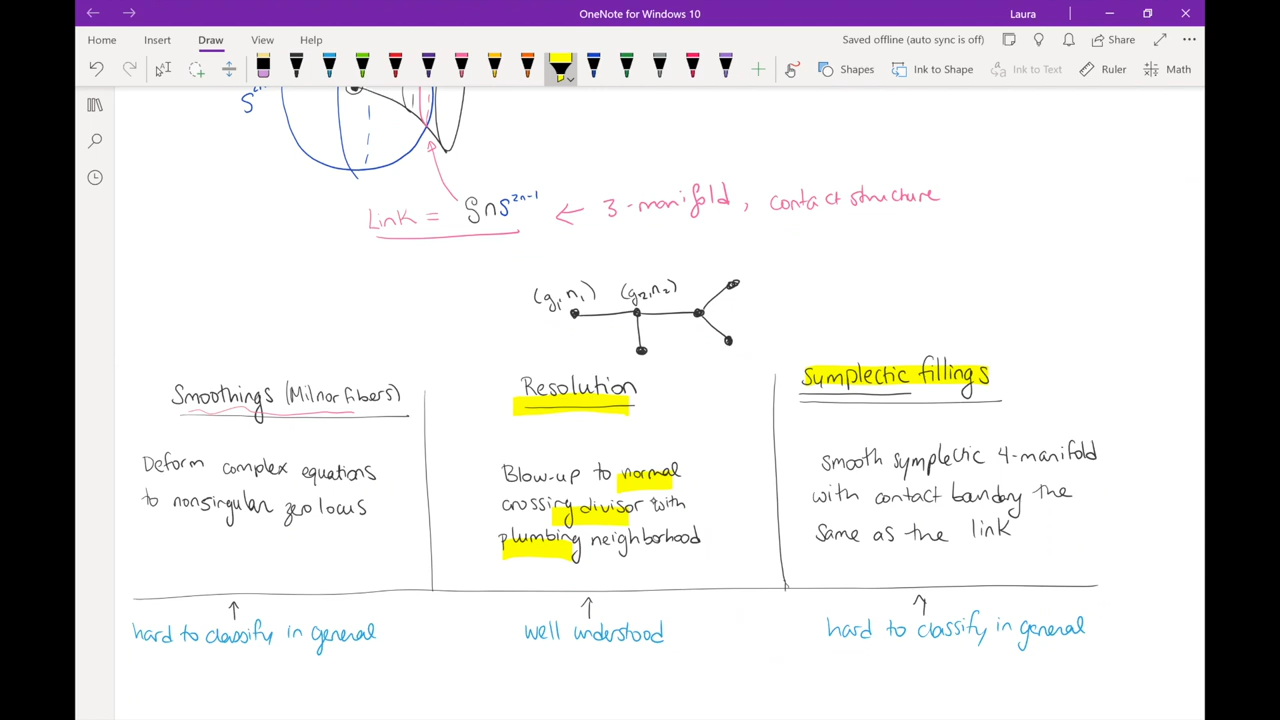 OneNote for Windows 10
Laura
Home Insert Draw View Help
Saved offline (auto sync is off)
Share
Shapes
Ink to Shape
Ink to Text
Ruler
Math
Link = S∩S²ⁿ⁻¹ ← 3-manifold, contact structure
(g₁,n₁) (g₂,n₂)
Smoothings (Milnor fibers)
Deform complex equations
to nonsingular zero locus
hard to classify in general
Resolution
Blow-up to normal
crossing divisor with
plumbing neighborhood
well understood
Symplectic fillings
smooth symplectic 4-manifold
with contact bandary the
same as the link
hard to classify in general